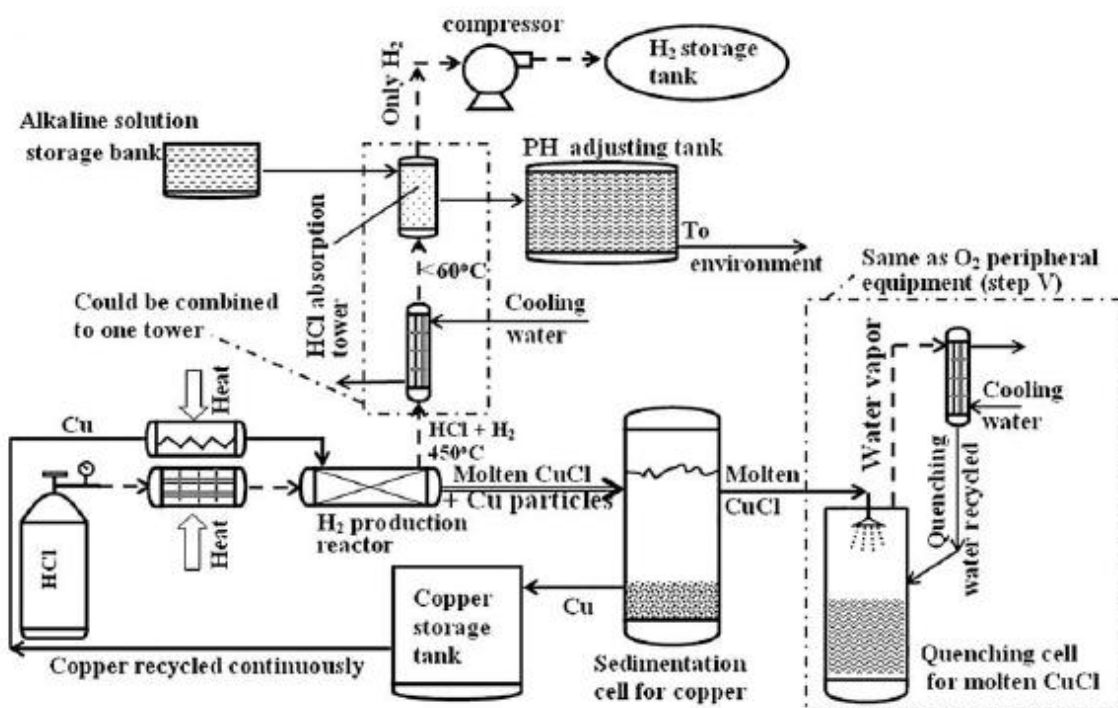 compressor
H2 storage
tank
Only H2
Alkaline solution
storage bank
PH adjusting tank
To
environment
HCl absorption
tower
<60°C
Cooling
water
Could be combined
to one tower
Same as O2 peripheral
equipment (step V)
Water vapor
Cooling
water
Quenching
water recycled
Heat
Cu
HCl + H2
450°C
Molten CuCl
+ Cu particles
Molten
CuCl
H2 production
reactor
Heat
HCl
Copper
storage
tank
Cu
Copper recycled continuously
Sedimentation
cell for copper
Quenching cell
for molten CuCl